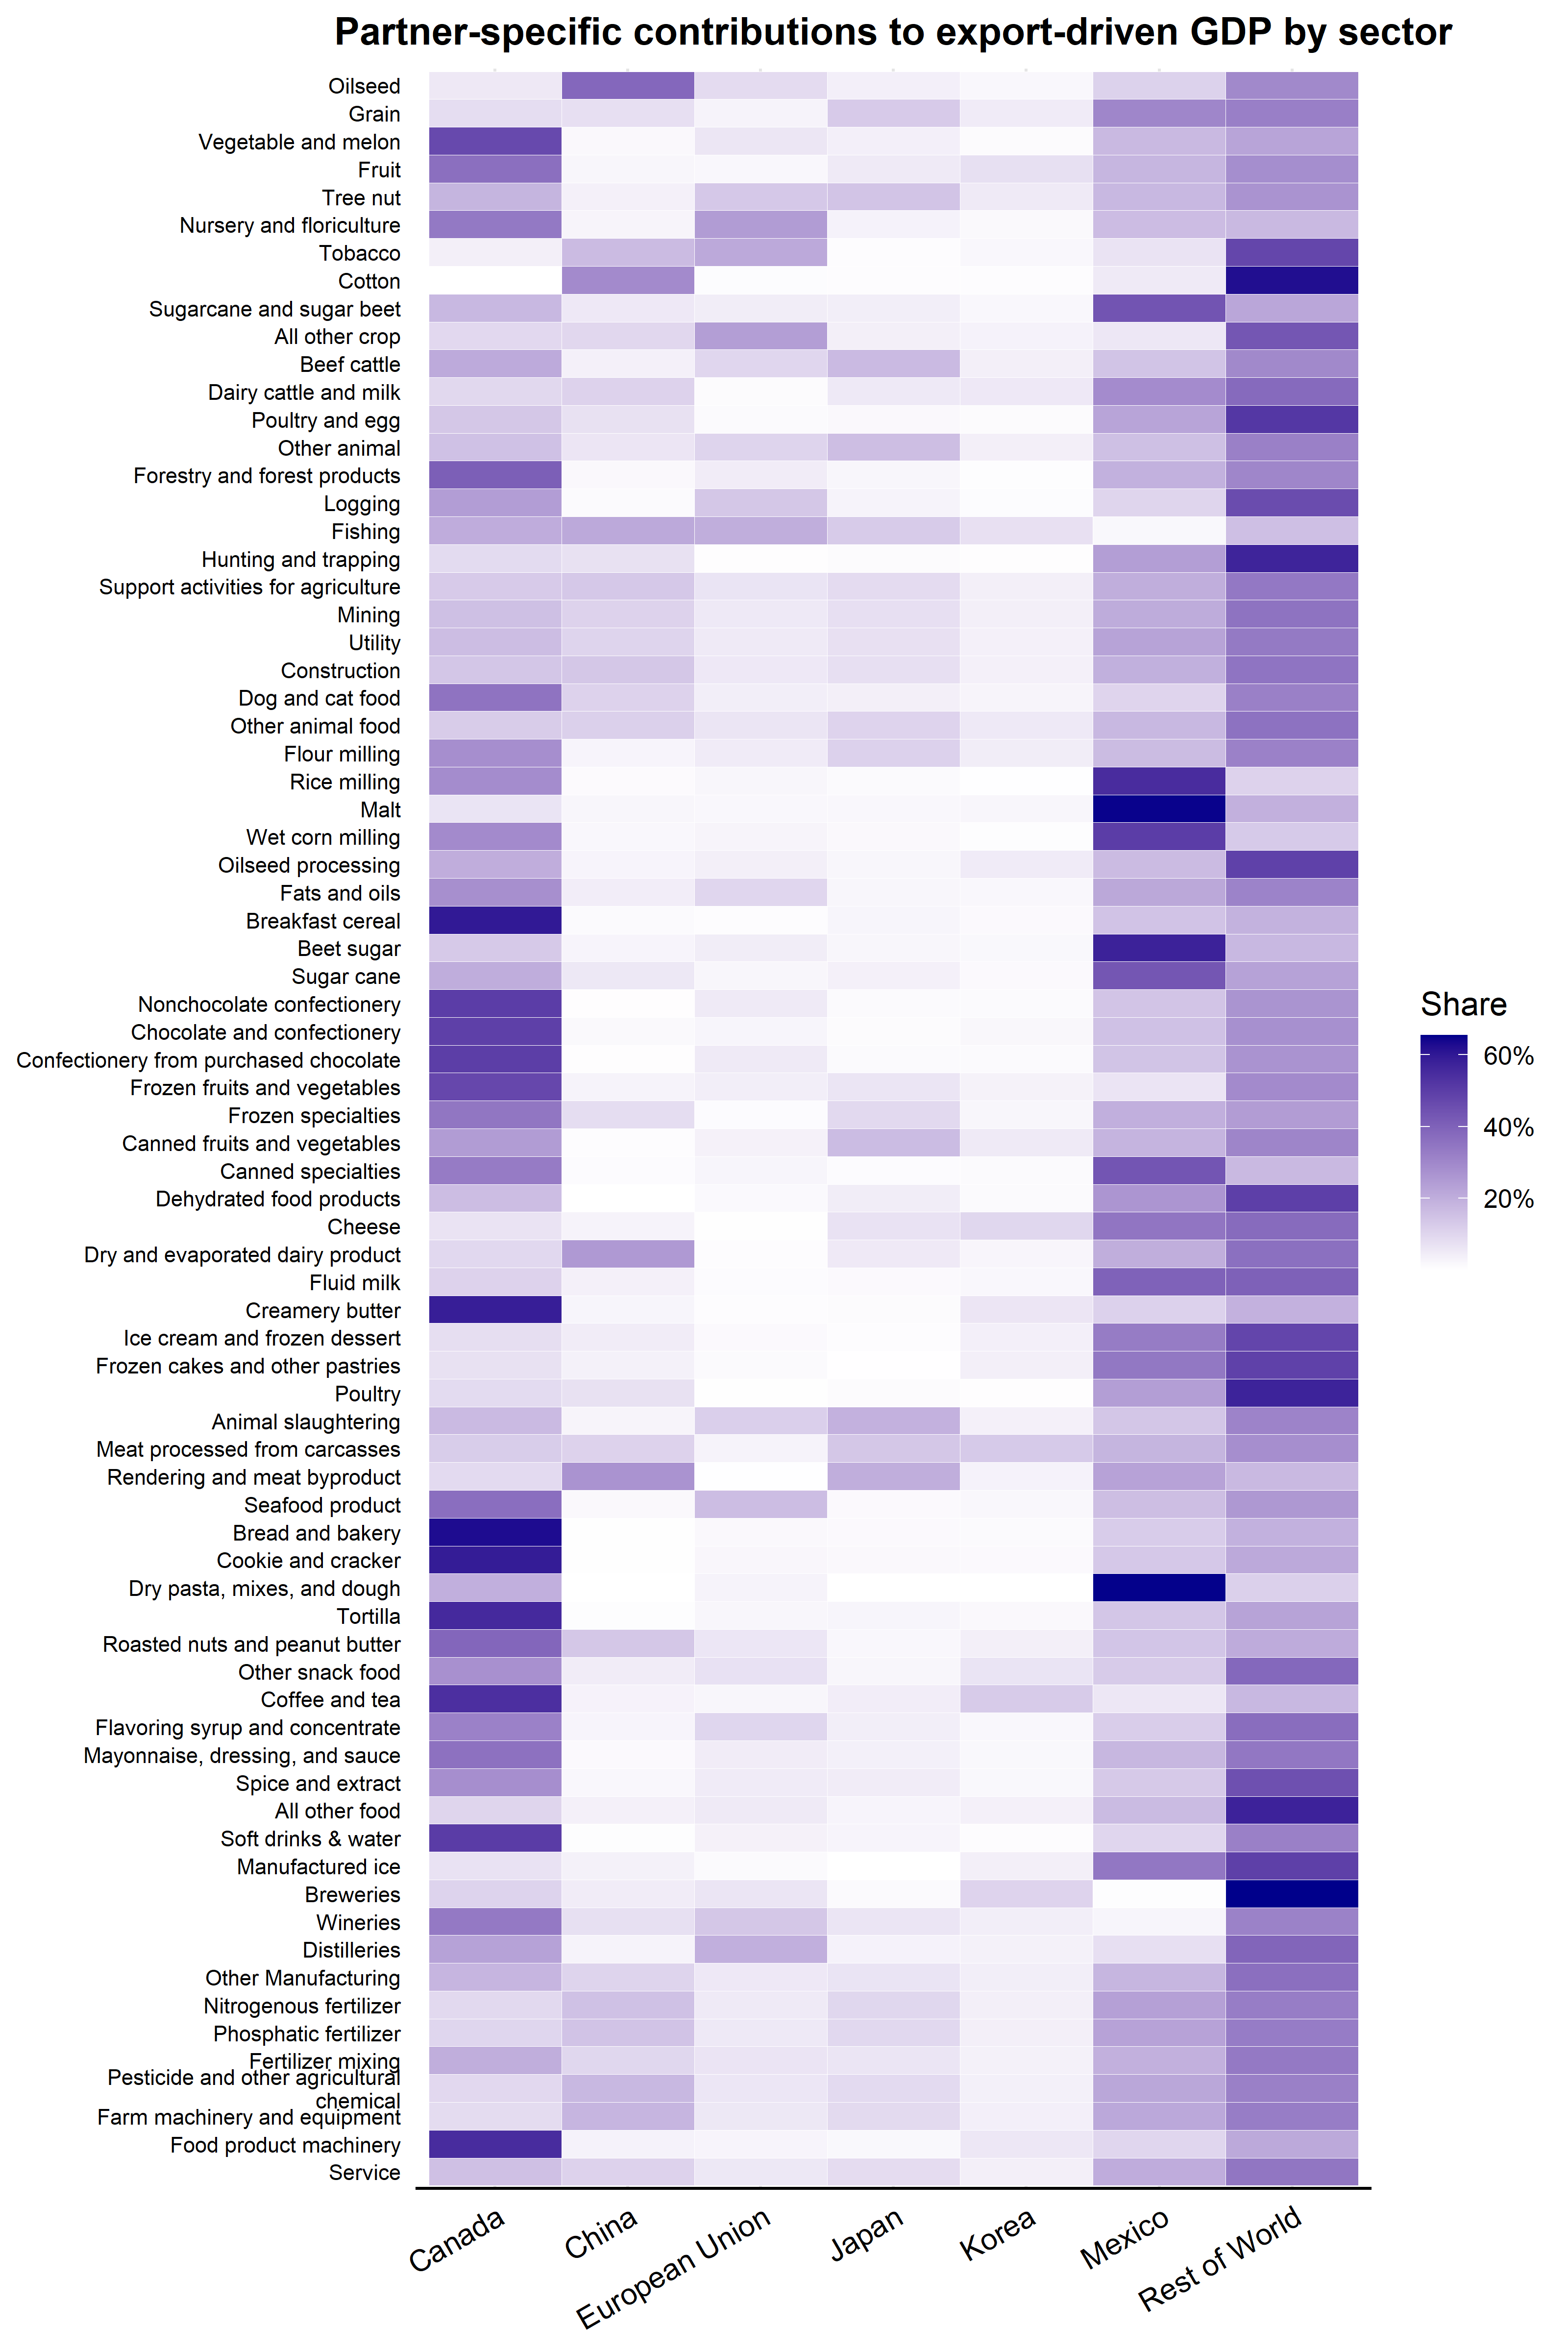 Partner-specific contributions to export-driven GDP by sector
Oilseed
Grain
Vegetable and melon
Fruit
Tree nut
Nursery and floriculture
Tobacco
Cotton
Sugarcane and sugar beet
All other crop
Beef cattle
Dairy cattle and milk
Poultry and egg
Other animal
Forestry and forest products
Logging
Fishing
Hunting and trapping
Support activities for agriculture
Mining
Utility
Construction
Dog and cat food
Other animal food
Flour milling
Rice milling
Malt
Wet corn milling
Oilseed processing
Fats and oils
Breakfast cereal
Beet sugar
Sugar cane
Nonchocolate confectionery
Chocolate and confectionery
Confectionery from purchased chocolate
Frozen fruits and vegetables
Frozen specialties
Canned fruits and vegetables
Canned specialties
Dehydrated food products
Cheese
Dry and evaporated dairy product
Fluid milk
Creamery butter
Ice cream and frozen dessert
Frozen cakes and other pastries
Poultry
Animal slaughtering
Meat processed from carcasses
Rendering and meat byproduct
Seafood product
Bread and bakery
Cookie and cracker
Dry pasta, mixes, and dough
Tortilla
Roasted nuts and peanut butter
Other snack food
Coffee and tea
Flavoring syrup and concentrate
Mayonnaise, dressing, and sauce
Spice and extract
All other food
Soft drinks & water
Manufactured ice
Breweries
Wineries
Distilleries
Other Manufacturing
Nitrogenous fertilizer
Phosphatic fertilizer
Fertilizer mixing
Pesticide and other agricultural
chemical
Farm machinery and equipment
Food product machinery
Service
Canada
China
European Union
Japan
Korea
Mexico
Rest of World
Share
60%
40%
20%